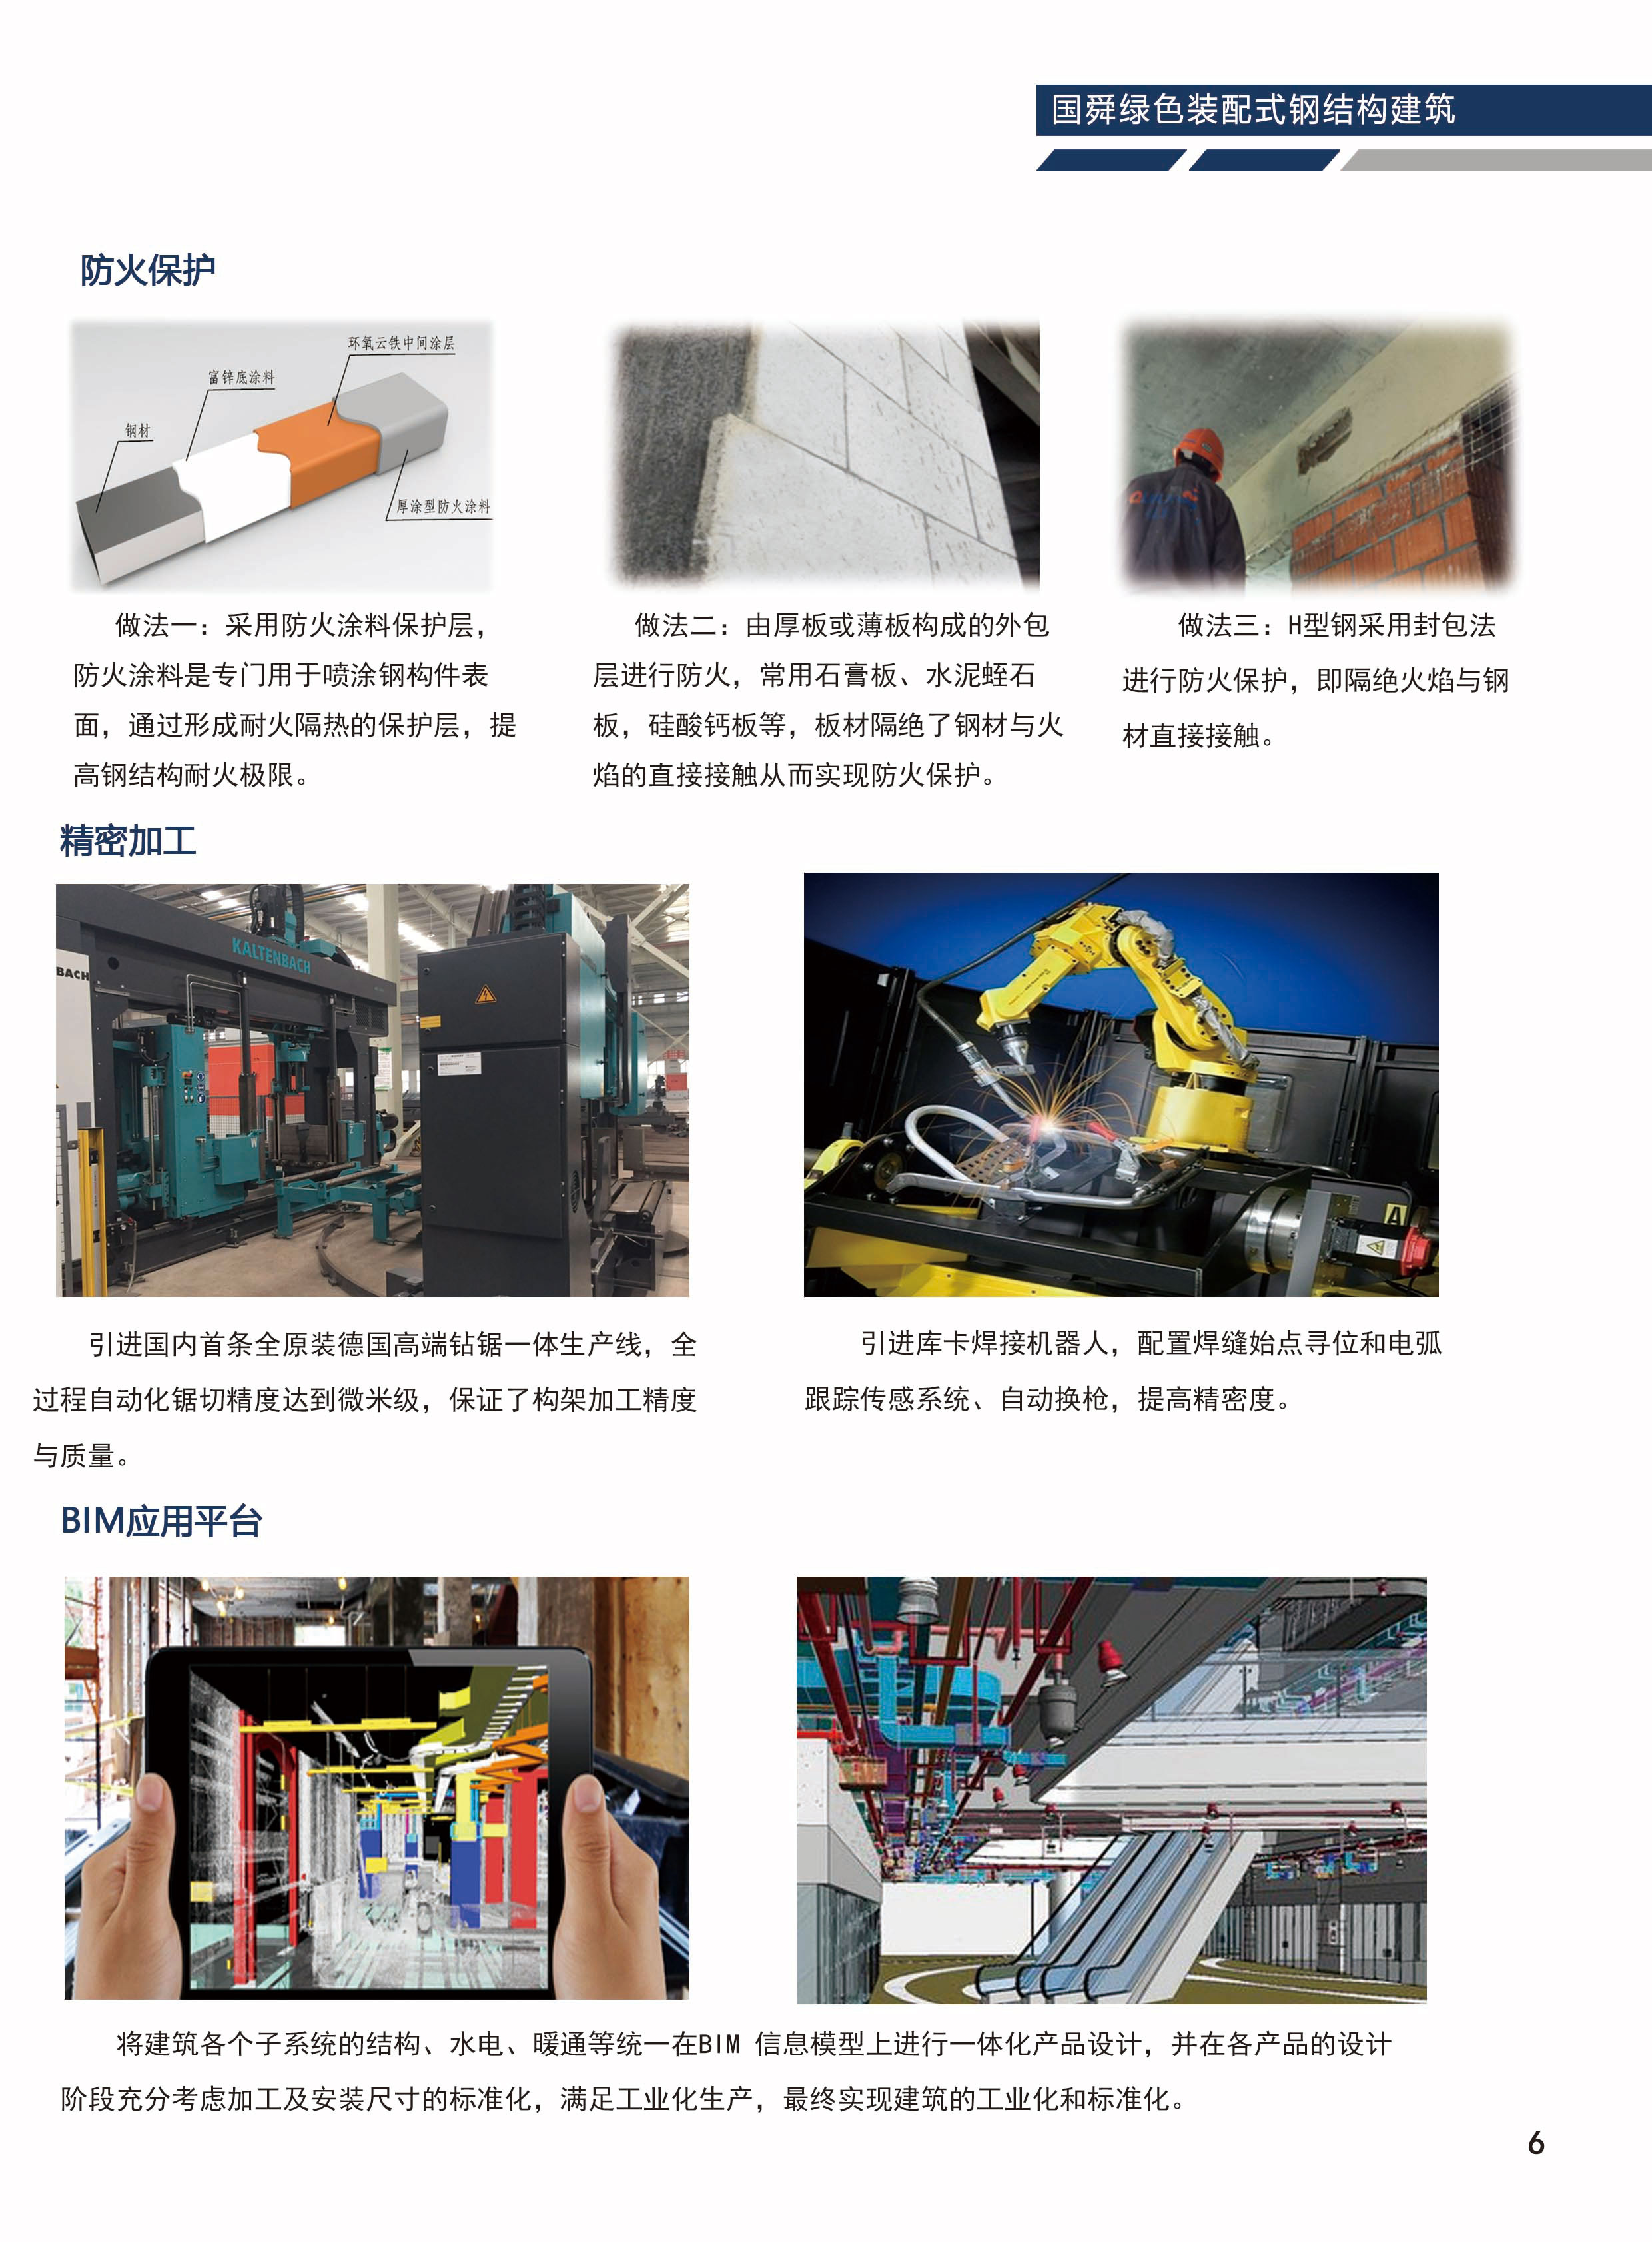 国舜绿色装配式钢结构建筑
防火保护
环氧云铁中间涂层
富锌底涂料
钢材
厚涂型防火涂料
做法一：采用防火涂料保护层，
防火涂料是专门用于喷涂钢构件表
面，通过形成耐火隔热的保护层，提
高钢结构耐火极限。
做法二：由厚板或薄板构成的外包
层进行防火，常用石膏板、水泥蛭石
板，硅酸钙板等，板材隔绝了钢材与火
焰的直接接触从而实现防火保护。
做法三：H型钢采用封包法
进行防火保护，即隔绝火焰与钢
材直接接触。
精密加工
KALTENBACH
BACH
W
2
A
引进国内首条全原装德国高端钻锯一体生产线，全
过程自动化锯切精度达到微米级，保证了构架加工精度
与质量。
引进库卡焊接机器人，配置焊缝始点寻位和电弧
跟踪传感系统、自动换枪，提高精密度。
BIM应用平台
将建筑各个子系统的结构、水电、暖通等统一在BIM 信息模型上进行一体化产品设计，并在各产品的设计
阶段充分考虑加工及安装尺寸的标准化，满足工业化生产，最终实现建筑的工业化和标准化。
6